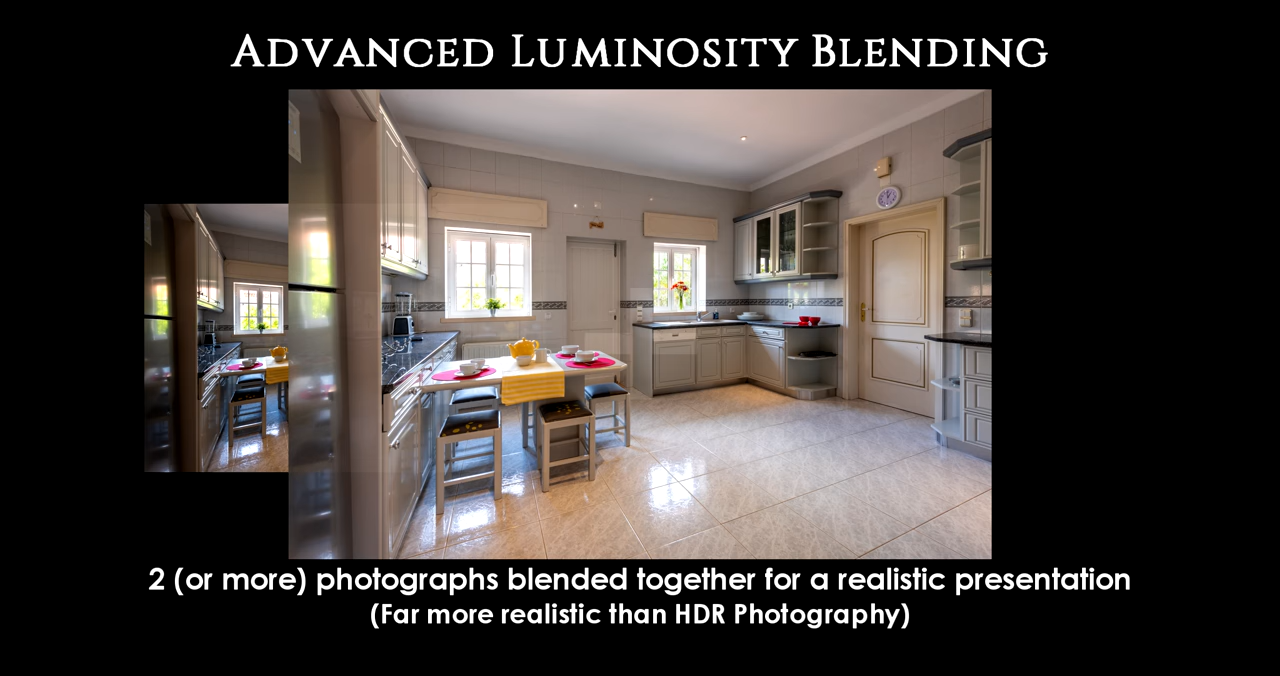 Advanced Luminosity Blending
2 (or more) photographs blended together for a realistic presentation
(Far more realistic than HDR Photography)